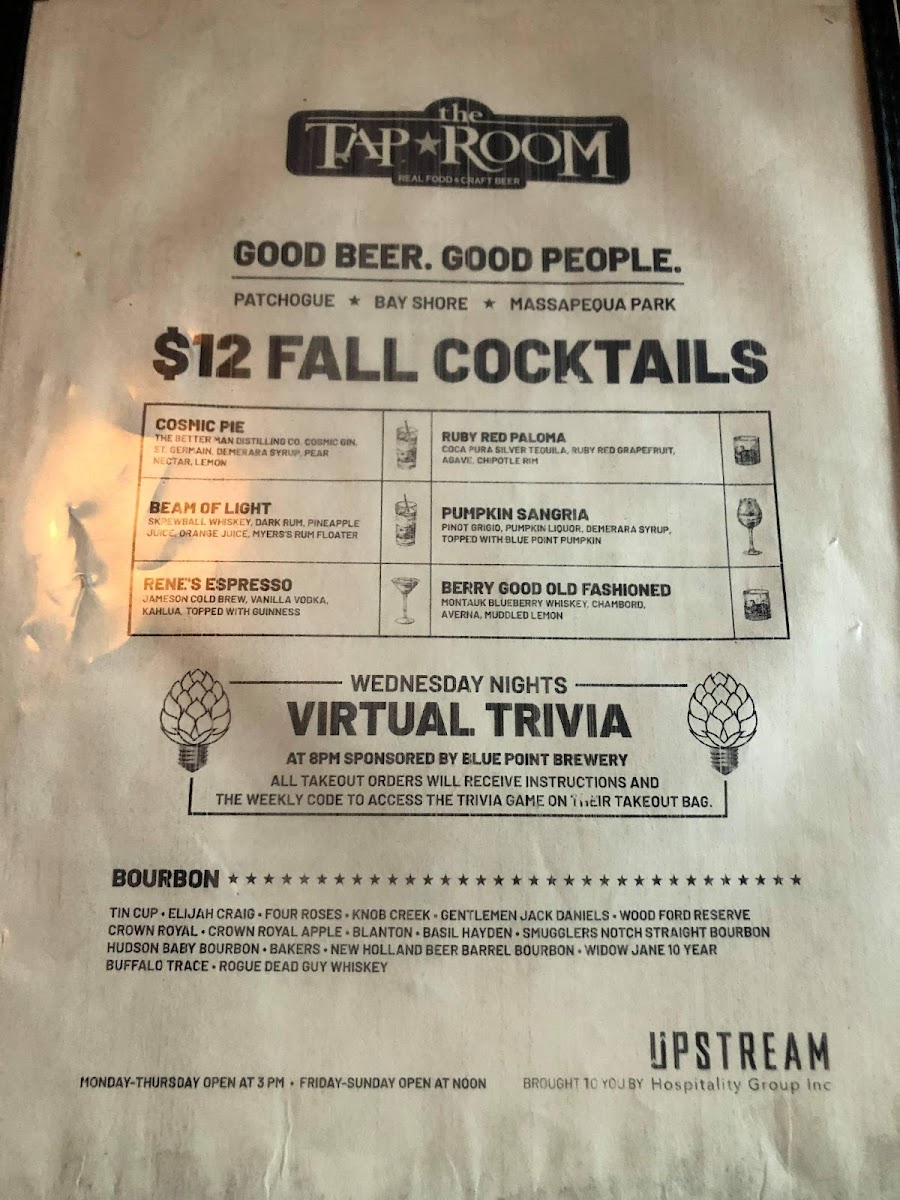 the
TAP★ROOM
REAL FOOD & CRAFT BEER
GOOD BEER. GOOD PEOPLE.
PATCHOGUE ★ BAY SHORE ★ MASSAPEQUA PARK
$12 FALL COCKTAILS
COSMIC PIE
THE BETTER MAN DISTILLING CO. COSMIC GIN,
ST. GERMAIN, DEMERARA SYRUP, PEAR
NECTAR, LEMON
RUBY RED PALOMA
COCA PURA SILVER TEQUILA, RUBY RED GRAPEFRUIT,
AGAVE, CHIPOTLE RIM
BEAM OF LIGHT
SKREWBALL WHISKEY, DARK RUM, PINEAPPLE
JUICE, ORANGE JUICE, MYERS'S RUM FLOATER
PUMPKIN SANGRIA
PINOT GRIGIO, PUMPKIN LIQUOR, DEMERARA SYRUP,
TOPPED WITH BLUE POINT PUMPKIN
RENE'S ESPRESSO
JAMESON COLD BREW, VANILLA VODKA,
KAHLUA, TOPPED WITH GUINNESS
BERRY GOOD OLD FASHIONED
MONTAUK BLUEBERRY WHISKEY, CHAMBORD,
AVERNA, MUDDLED LEMON
WEDNESDAY NIGHTS
VIRTUAL TRIVIA
AT 8PM SPONSORED BY BLUE POINT BREWERY
ALL TAKEOUT ORDERS WILL RECEIVE INSTRUCTIONS AND
THE WEEKLY CODE TO ACCESS THE TRIVIA GAME ON THEIR TAKEOUT BAG.
BOURBON
TIN CUP • ELIJAH CRAIG • FOUR ROSES • KNOB CREEK • GENTLEMEN JACK DANIELS • WOOD FORD RESERVE
CROWN ROYAL • CROWN ROYAL APPLE • BLANTON • BASIL HAYDEN • SMUGGLERS NOTCH STRAIGHT BOURBON
HUDSON BABY BOURBON • BAKERS • NEW HOLLAND BEER BARREL BOURBON • WIDOW JANE 10 YEAR
BUFFALO TRACE • ROGUE DEAD GUY WHISKEY
UPSTREAM
MONDAY-THURSDAY OPEN AT 3 PM • FRIDAY-SUNDAY OPEN AT NOON
BROUGHT TO YOU BY Hospitality Group Inc